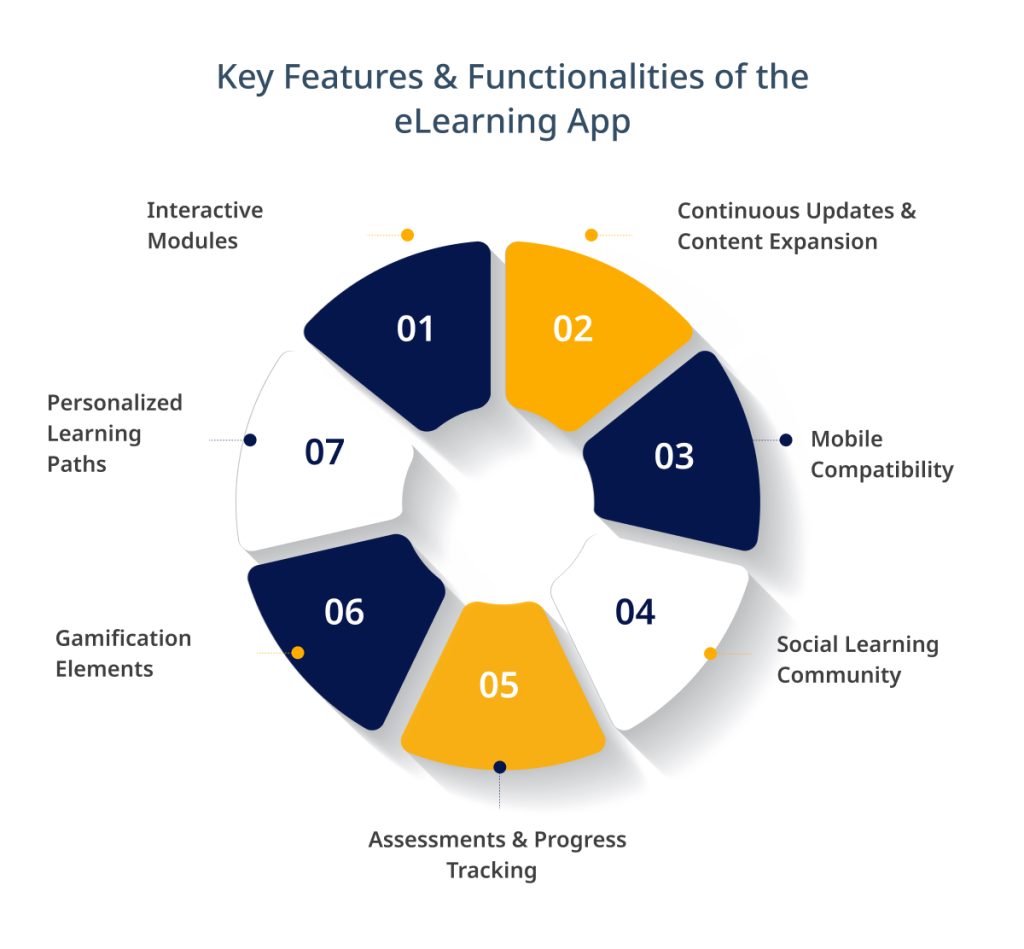 Key Features & Functionalities of the
eLearning App
Interactive
Modules
Continuous Updates &
Content Expansion
01
02
Personalized
Learning
Paths
07
03
Mobile
Compatibility
06
04
Gamification
Elements
Social Learning
Community
05
Assessments & Progress
Tracking